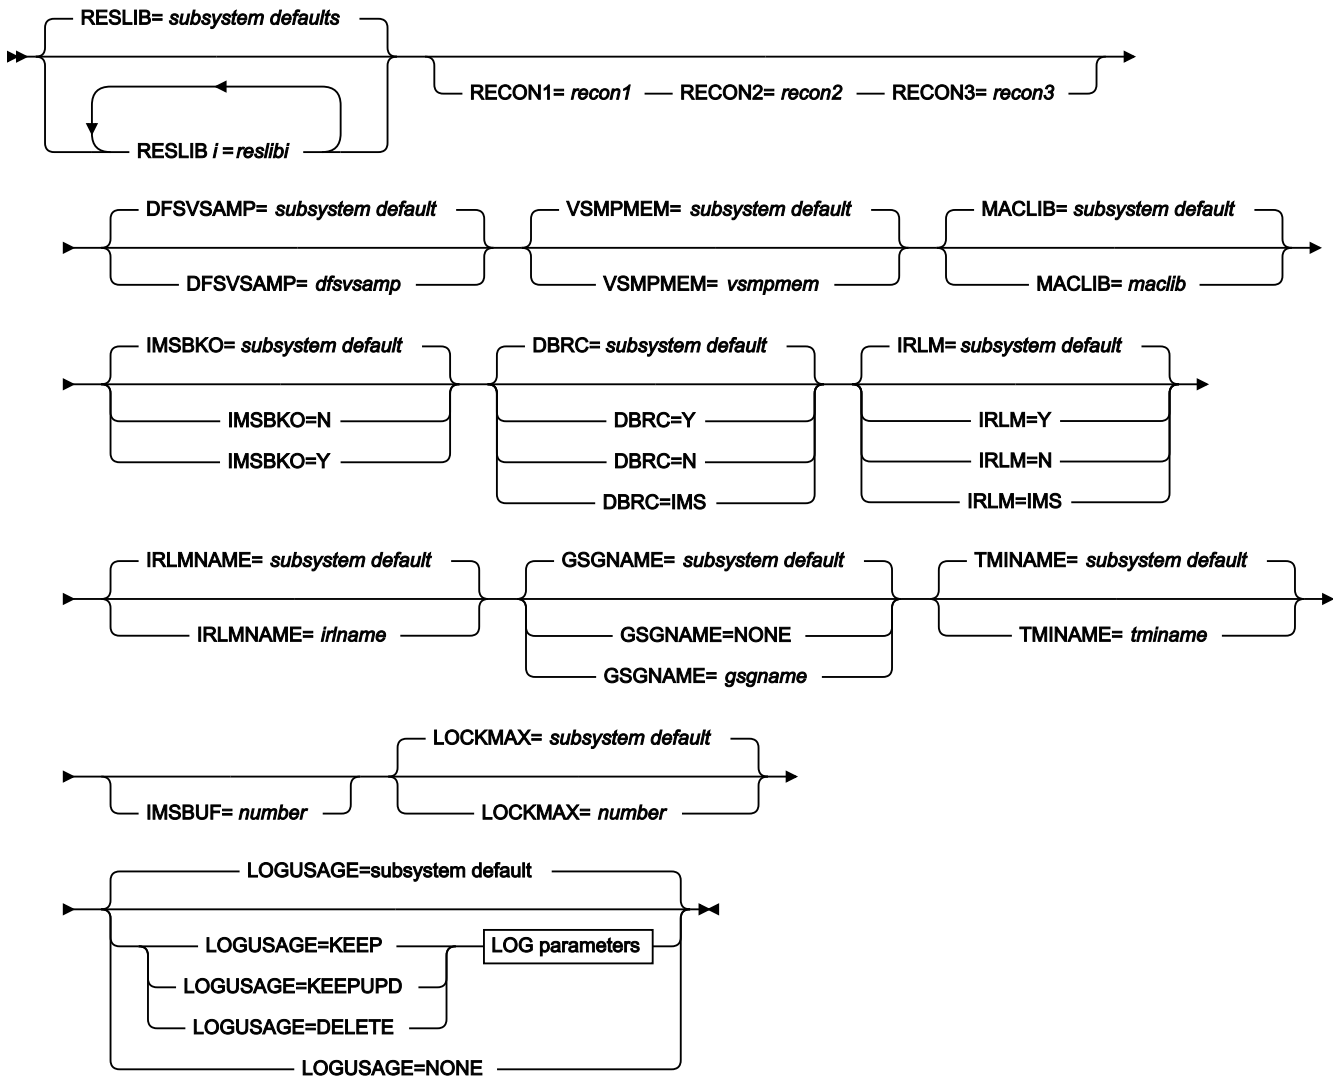 RESLIB= subsystem defaults
RECON1= recon1 RECON2= recon2 RECON3= recon3
RESLIB i =reslibi
DFSVSAMP= subsystem default VSMPMEM= subsystem default MACLIB= subsystem default
DFSVSAMP= dfsvsamp VSMPMEM= vsmpmem MACLIB= maclib
IMSBKO= subsystem default DBRC= subsystem default IRLM= subsystem default
IMSBKO=N DBRC=Y IRLM=Y
IMSBKO=Y DBRC=N IRLM=N
DBRC=IMS IRLM=IMS
IRLMNAME= subsystem default GSGNAME= subsystem default TMINAME= subsystem default
IRLMNAME= irlname GSGNAME=NONE TMINAME= tminame
GSGNAME= gsgname
LOCKMAX= subsystem default
IMSBUF= number LOCKMAX= number
LOGUSAGE=subsystem default
LOGUSAGE=KEEP LOG parameters
LOGUSAGE=KEEPUPD
LOGUSAGE=DELETE
LOGUSAGE=NONE